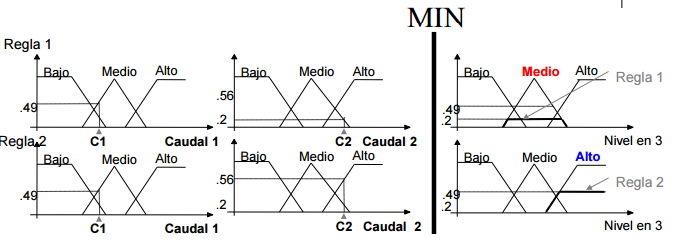 MIN
Regla 1
Bajo Medio Alto
.49
C1 Caudal 1
Bajo Medio Alto
.56
.2
C2 Caudal 2
Bajo Medio Alto
Regla 1
.49
.2
Nivel en 3
Regla 2
Bajo Medio Alto
.49
C1 Caudal 1
Bajo Medio Alto
.56
.2
C2 Caudal 2
Bajo Medio Alto
Regla 2
.49
.2
Nivel en 3